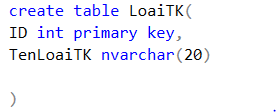 create table LoaiTK(
ID int primary key,
TenLoaiTK nvarchar(20)
)